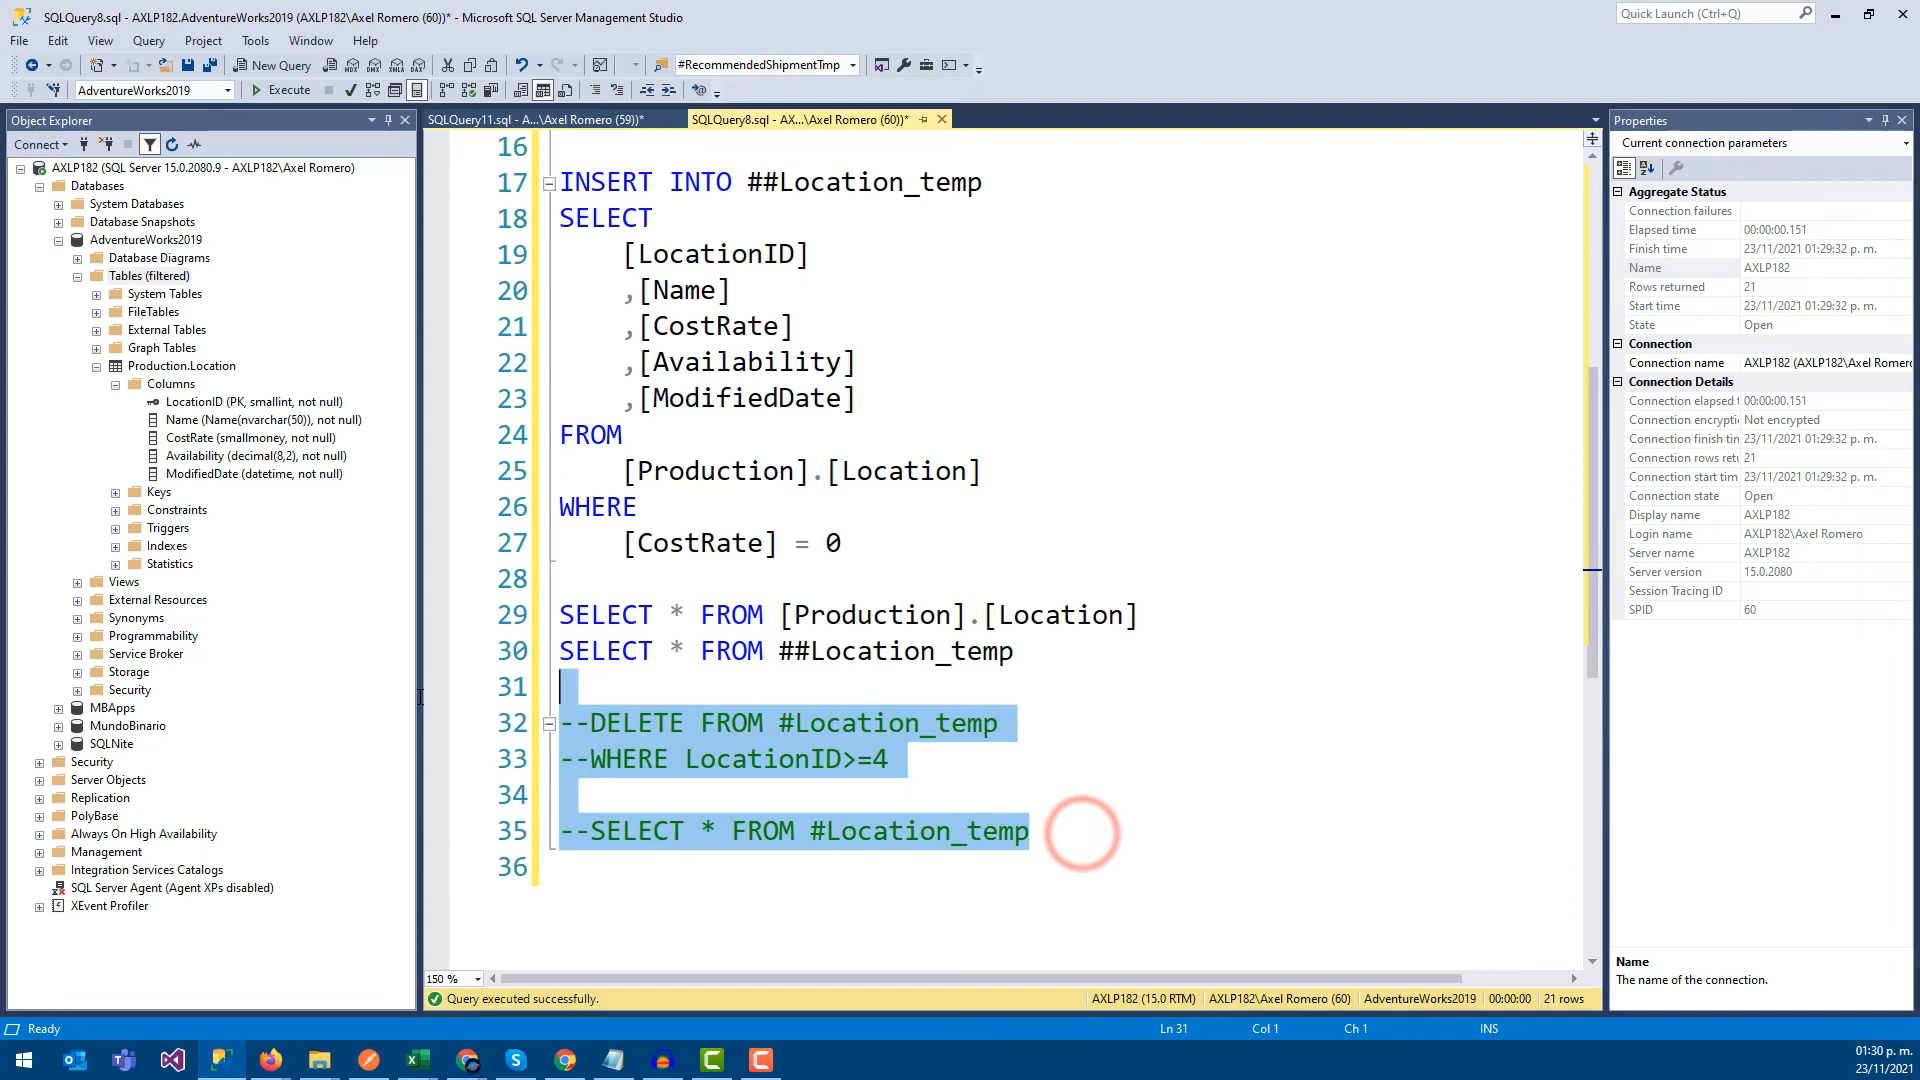 SQLQuery8.sql - AXLP182.AdventureWorks2019 (AXLP182\Axel Romero (60))* - Microsoft SQL Server Management Studio
Quick Launch (Ctrl+Q)
File Edit View Query Project Tools Window Help
New Query
#RecommendedShipmentTmp
AdventureWorks2019
Execute
Object Explorer
Connect
AXLP182 (SQL Server 15.0.2080.9 - AXLP182\Axel Romero)
Databases
System Databases
Database Snapshots
AdventureWorks2019
Database Diagrams
Tables (filtered)
System Tables
FileTables
External Tables
Graph Tables
Production.Location
Columns
LocationID (PK, smallint, not null)
Name (Name(nvarchar(50)), not null)
CostRate (smallmoney, not null)
Availability (decimal(8,2), not null)
ModifiedDate (datetime, not null)
Keys
Constraints
Triggers
Indexes
Statistics
Views
External Resources
Synonyms
Programmability
Service Broker
Storage
Security
MBApps
MundoBinario
SQLNite
Security
Server Objects
Replication
PolyBase
Always On High Availability
Management
Integration Services Catalogs
SQL Server Agent (Agent XPs disabled)
XEvent Profiler
SQLQuery11.sql - A...\Axel Romero (59))*
SQLQuery8.sql - AX...\Axel Romero (60))*
16
17 INSERT INTO ##Location_temp
18 SELECT
19 [LocationID]
20 ,[Name]
21 ,[CostRate]
22 ,[Availability]
23 ,[ModifiedDate]
24 FROM
25 [Production].[Location]
26 WHERE
27 [CostRate] = 0
28
29 SELECT * FROM [Production].[Location]
30 SELECT * FROM ##Location_temp
31
32 --DELETE FROM #Location_temp
33 --WHERE LocationID>=4
34
35 --SELECT * FROM #Location_temp
36
150 %
Query executed successfully.
AXLP182 (15.0 RTM) AXLP182\Axel Romero (60) AdventureWorks2019 00:00:00 21 rows
Properties
Current connection parameters
Aggregate Status
Connection failures
Elapsed time 00:00:00.151
Finish time 23/11/2021 01:29:32 p. m.
Name AXLP182
Rows returned 21
Start time 23/11/2021 01:29:32 p. m.
State Open
Connection
Connection name AXLP182 (AXLP182\Axel Romero
Connection Details
Connection elapsed t 00:00:00.151
Connection encrypti Not encrypted
Connection finish tin 23/11/2021 01:29:32 p. m.
Connection rows retu 21
Connection start tim 23/11/2021 01:29:32 p. m.
Connection state Open
Display name AXLP182
Login name AXLP182\Axel Romero
Server name AXLP182
Server version 15.0.2080
Session Tracing ID
SPID 60
Name
The name of the connection.
Ready
Ln 31 Col 1 Ch 1 INS
01:30 p. m.
23/11/2021